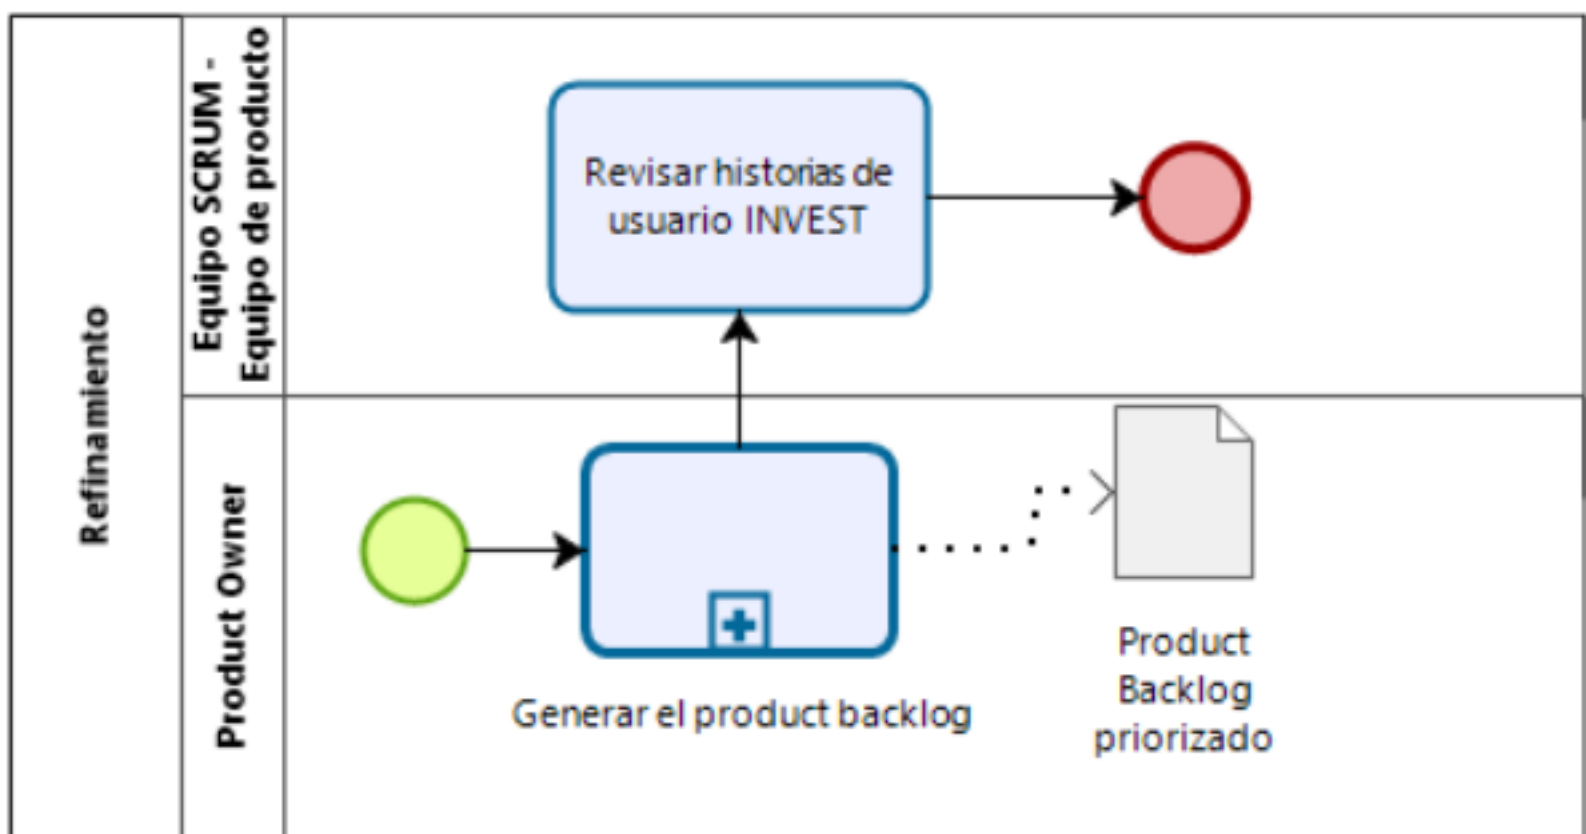 Refinamiento
Equipo SCRUM -
Equipo de producto
Revisar historias de
usuario INVEST
Product Owner
Generar el product backlog
Product
Backlog
priorizado